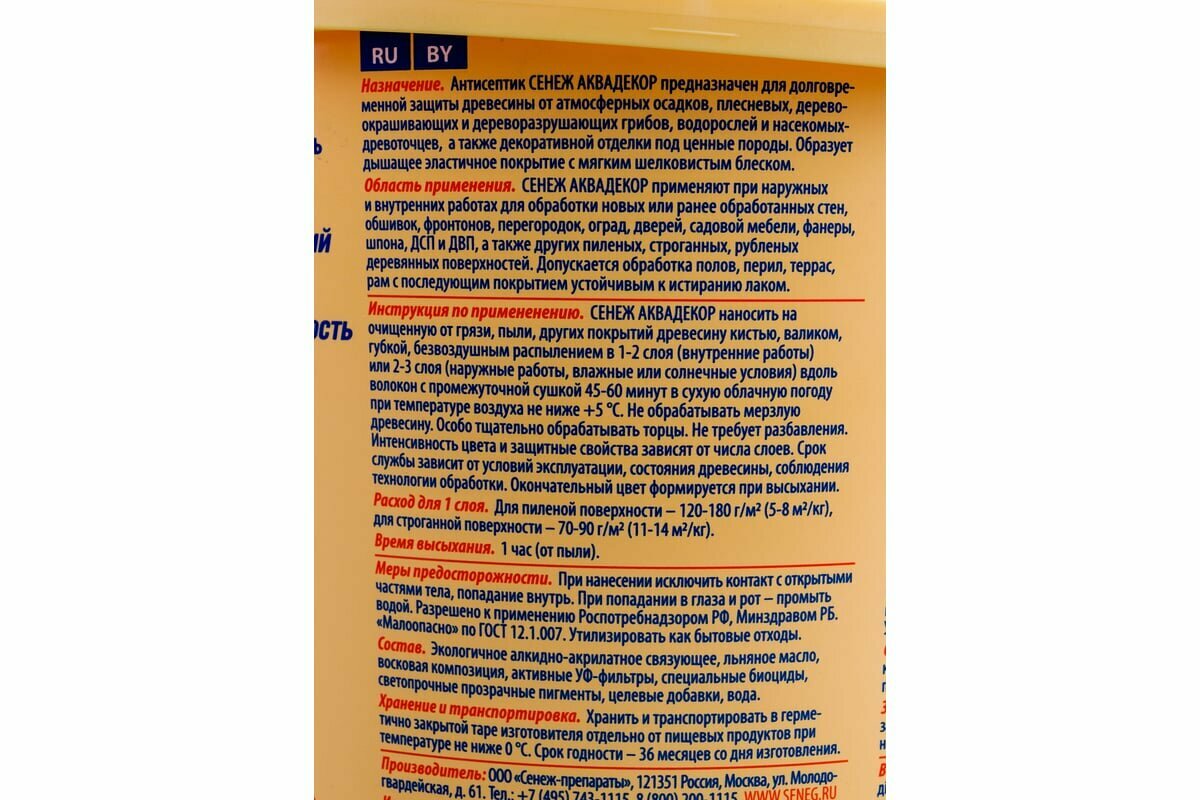 RU BY
Назначение. Антисептик СЕНЕЖ АКВАДЕКОР предназначен для долговре-
менной защиты древесины от атмосферных осадков, плесневых, дерево-
окрашивающих и дереворазрушающих грибов, водорослей и насекомых-
древоточцев, а также декоративной отделки под ценные породы. Образует
дышащее эластичное покрытие с мягким шелковистым блеском.
Область применения. СЕНЕЖ АКВАДЕКОР применяют при наружных
и внутренних работах для обработки новых или ранее обработанных стен,
обшивок, фронтонов, перегородок, оград, дверей, садовой мебели, фанеры,
шпона, ДСП и ДВП, а также других пиленых, строганных, рубленых
деревянных поверхностей. Допускается обработка полов, перил, террас,
рам с последующим покрытием устойчивым к истиранию лаком.
Инструкция по примененению. СЕНЕЖ АКВАДЕКОР наносить на
очищенную от грязи, пыли, других покрытий древесину кистью, валиком,
губкой, безвоздушным распылением в 1-2 слоя (внутренние работы)
или 2-3 слоя (наружные работы, влажные или солнечные условия) вдоль
волокон с промежуточной сушкой 45-60 минут в сухую облачную погоду
при температуре воздуха не ниже +5 °С. Не обрабатывать мерзлую
древесину. Особо тщательно обрабатывать торцы. Не требует разбавления.
Интенсивность цвета и защитные свойства зависят от числа слоев. Срок
службы зависит от условий эксплуатации, состояния древесины, соблюдения
технологии обработки. Окончательный цвет формируется при высыхании.
Расход для 1 слоя. Для пиленой поверхности – 120-180 г/м² (5-8 м²/кг),
для строганной поверхности – 70-90 г/м² (11-14 м²/кг).
Время высыхания. 1 час (от пыли).
Меры предосторожности. При нанесении исключить контакт с открытыми
частями тела, попадание внутрь. При попадании в глаза и рот – промыть
водой. Разрешено к применению Роспотребнадзором РФ, Минздравом РБ.
«Малоопасно» по ГОСТ 12.1.007. Утилизировать как бытовые отходы.
Состав. Экологичное алкидно-акрилатное связующее, льняное масло,
восковая композиция, активные УФ-фильтры, специальные биоциды,
светопрочные прозрачные пигменты, целевые добавки, вода.
Хранение и транспортировка. Хранить и транспортировать в герме-
тично закрытой таре изготовителя отдельно от пищевых продуктов при
температуре не ниже 0 °С. Срок годности – 36 месяцев со дня изготовления.
Производитель: ООО «Сенеж-препараты», 121351 Россия, Москва, ул. Молодо-
гвардейская, д. 61. Тел.: +7 (495) 743-1115, 8 (800) 200-1115 WWW.SENEG.RU